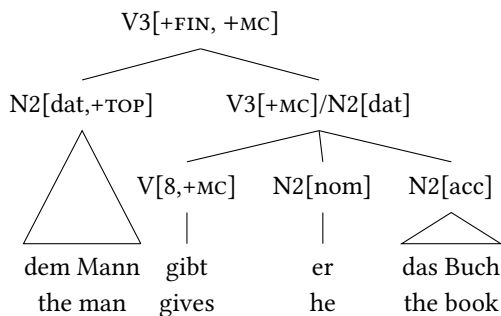 V3[+FIN, +MC]
N2[dat,+TOP] V3[+MC]/N2[dat]
V[8,+MC] N2[nom] N2[acc]
dem Mann gibt er das Buch
the man gives he the book